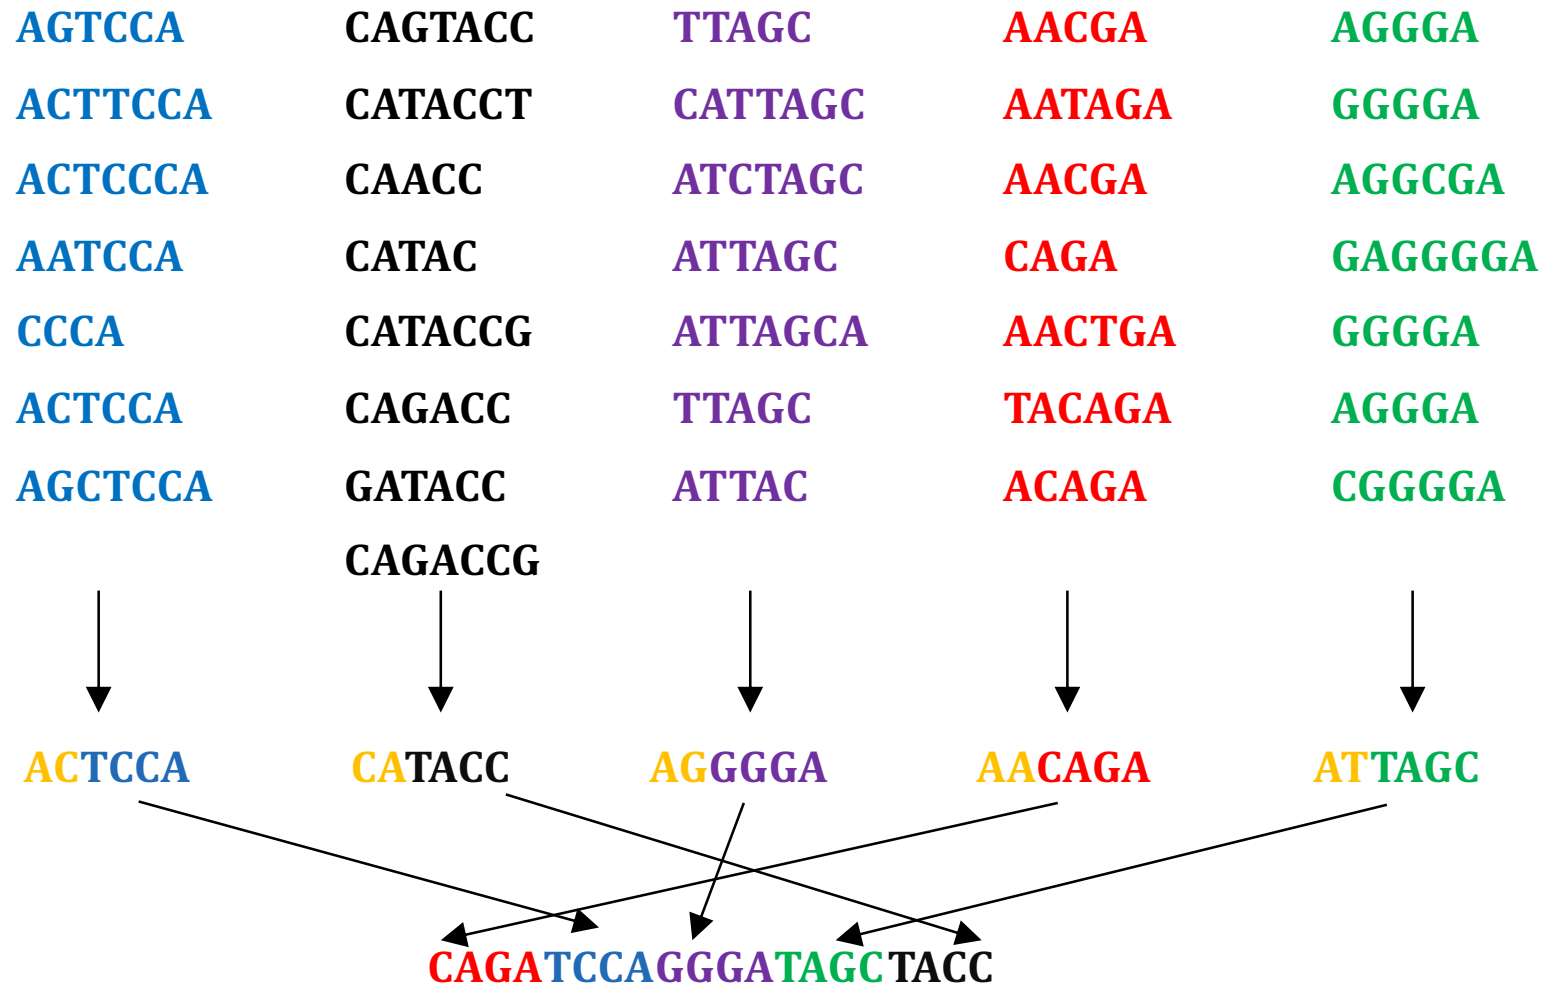 AGTCCA CAGTACC TTAGC AACGA AGGGA
ACTTCCA CATACCT CATTAGC AATAGA GGGGA
ACTCCCA CAACC ATCTAGC AACGA AGGCGA
AATCCA CATAC ATTAGC CAGA GAGGGGA
CCCA CATACCG ATTAGCA AACTGA GGGGA
ACTCCA CAGACC TTAGC TACAGA AGGGA
AGCTCCA GATACC ATTAC ACAGA CGGGGA
CAGACCG
ACTCCA CATACC AGGGGA AACAGA ATTAGC
CAGATCCAGGGATAGCTACC